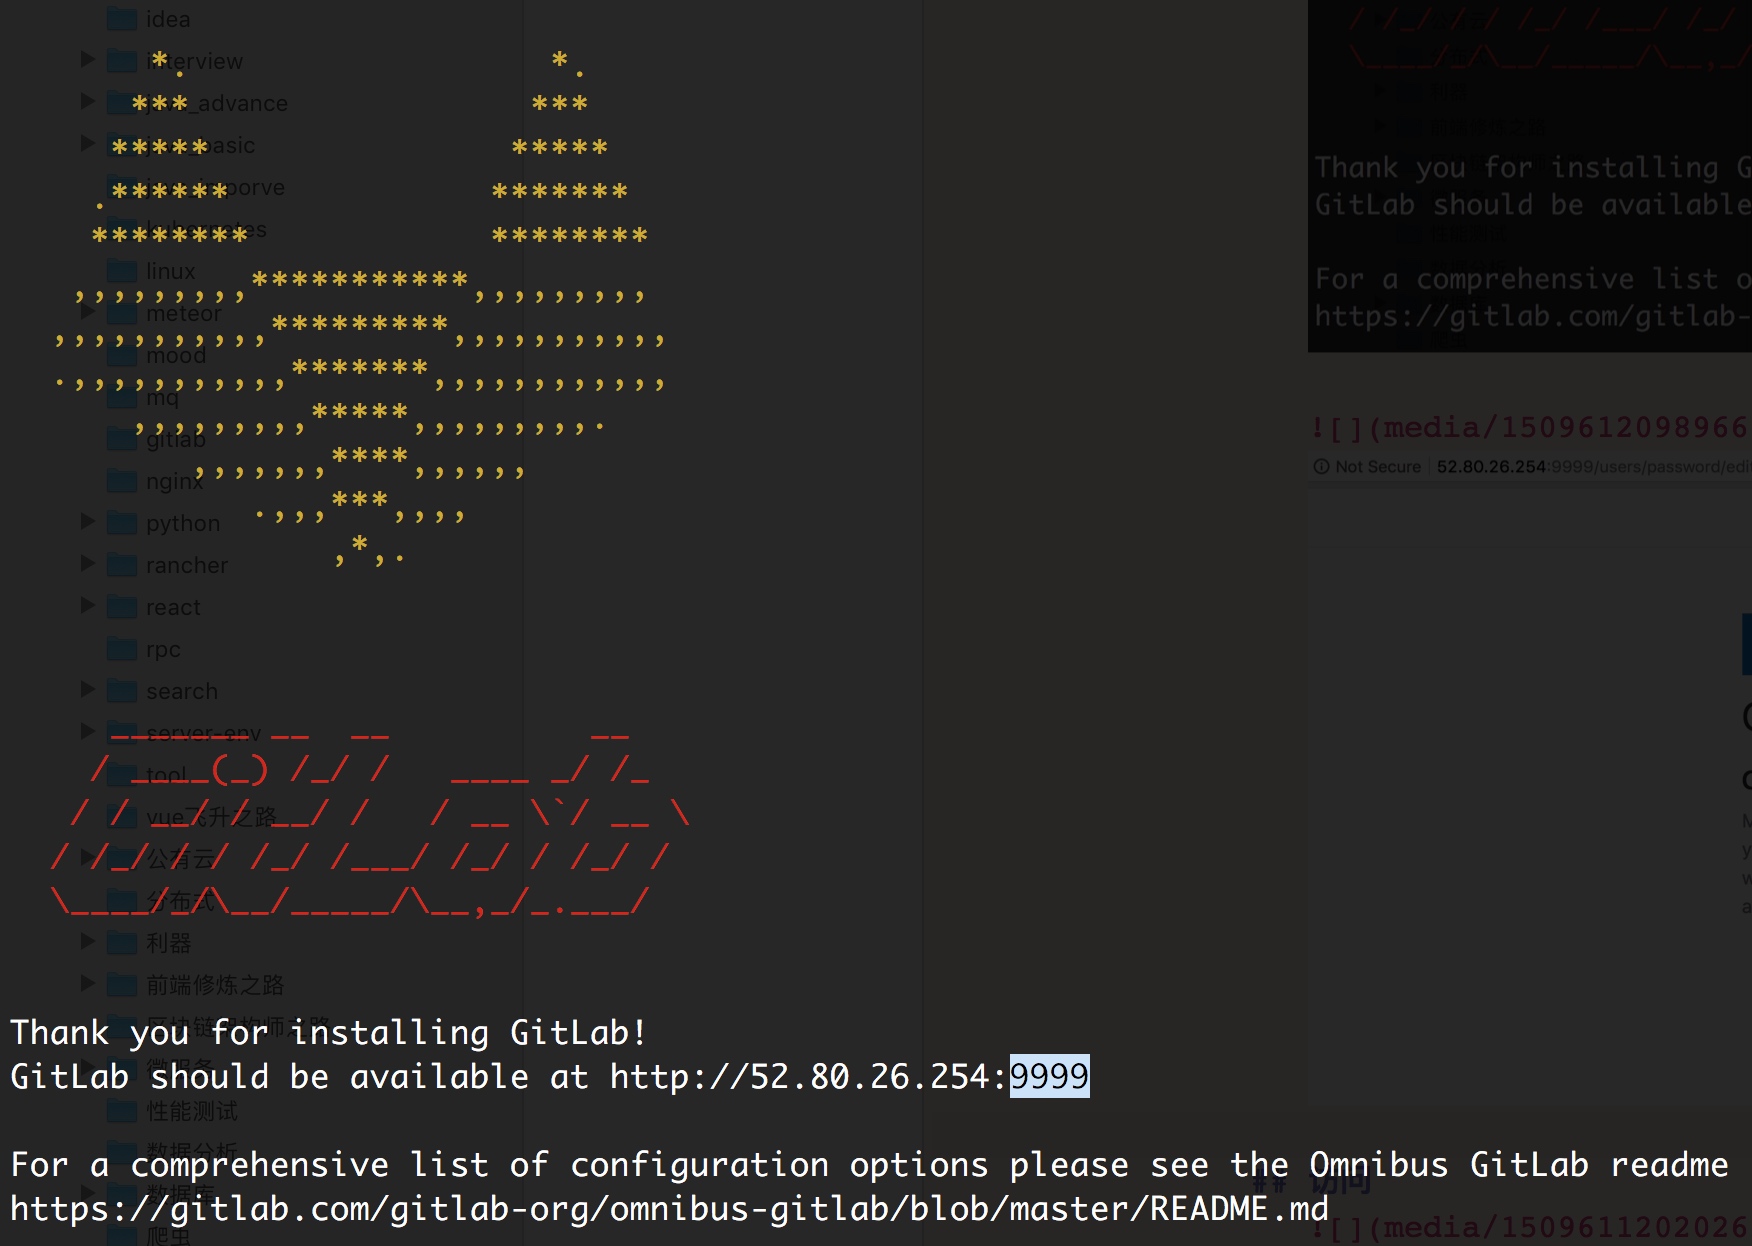 idea
interview
java_advance
java_basic
java_imporve
kubernetes
linux
meteor
mood
mq
gitlab
nginx
python
rancher
react
rpc
search
server-env
tool
vue飞升之路
公有云
分布式
利器
前端修炼之路
区块链架构师之路
微服务
性能测试
数据分析
数据库
爬虫
Thank you for installing GitLab!
GitLab should be available at http://52.80.26.254:9999
For a comprehensive list of configuration options please see the Omnibus GitLab readme
https://gitlab.com/gitlab-org/omnibus-gitlab/blob/master/README.md
Thank you for installing G
GitLab should be available
For a comprehensive list o
https://gitlab.com/gitlab-
![](media/1509612098966
Not Secure 52.80.26.254:9999/users/password/edi
## 访问
![](media/1509611202026